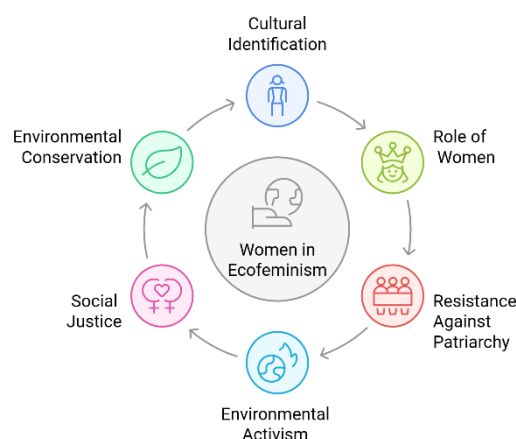 Cultural
Identification
Role of
Women
Resistance
Against
Patriarchy
Environmental
Activism
Social
Justice
Environmental
Conservation
Women in
Ecofeminism